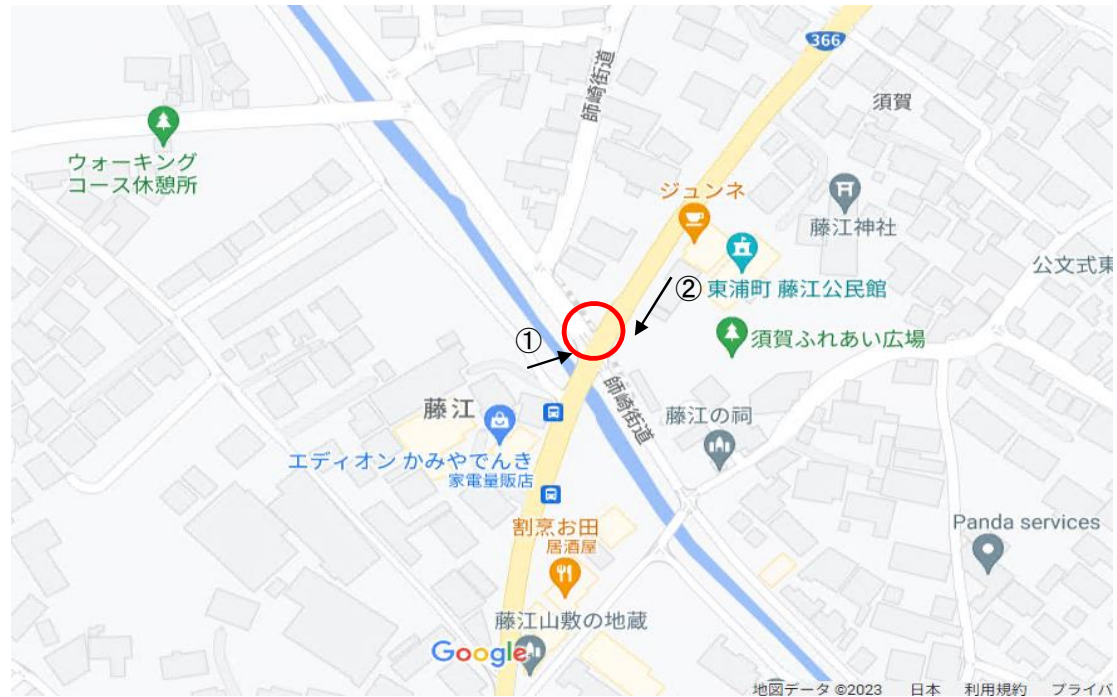 366
師崎街道
須賀
ウォーキング
コース休憩所
ジュンネ
藤江神社
公文式東
②
東浦町 藤江公民館
①
須賀ふれあい広場
藤江
師崎街道
藤江の祠
エディオン かみやでんき
家電量販店
割烹お田
居酒屋
Panda services
藤江山敷の地蔵
Google
地図データ ©2023 日本 利用規約 プライバ